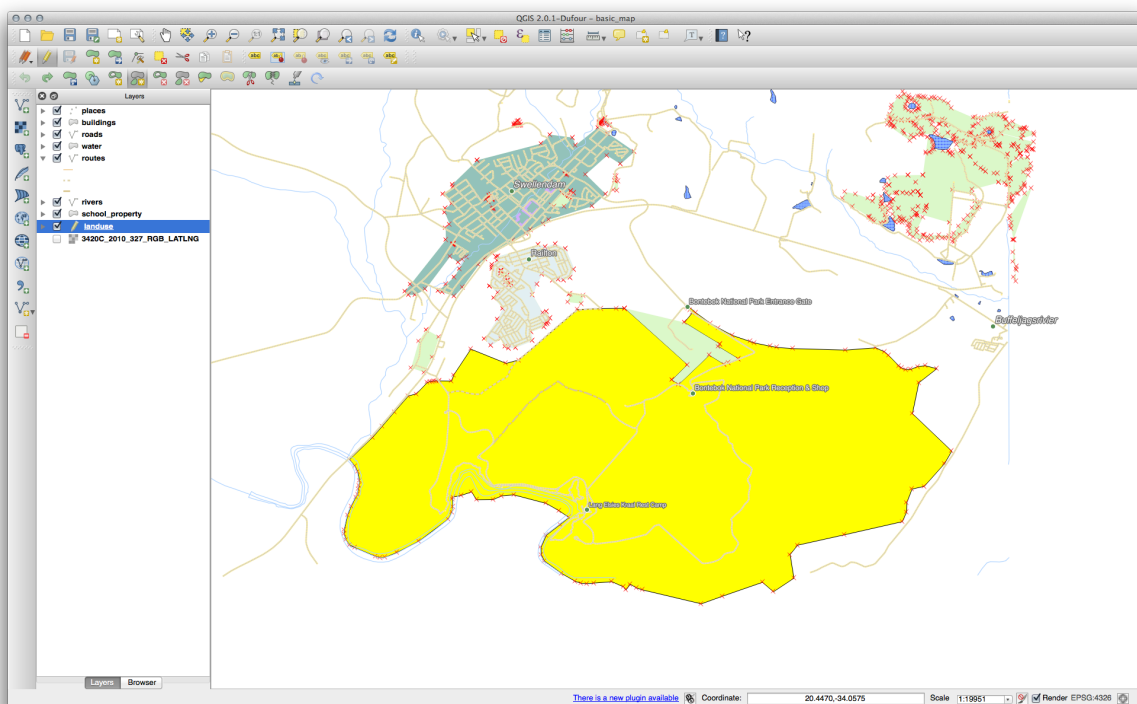 QGIS 2.0.1-Dufour - basic_map
Layers
places
buildings
roads
water
routes
rivers
school_property
landuse
3420C_2010_327_RGB_LATLNG
Swellendam
Railton
Bontebok National Park Entrance Gate
Buffeljagsrivier
Bontebok National Park Reception & Shop
Lang Elsies Kraal Rest Camp
Layers
Browser
There is a new plugin available
Coordinate:
20.4470,-34.0575
Scale
1:19951
Render
EPSG:4326